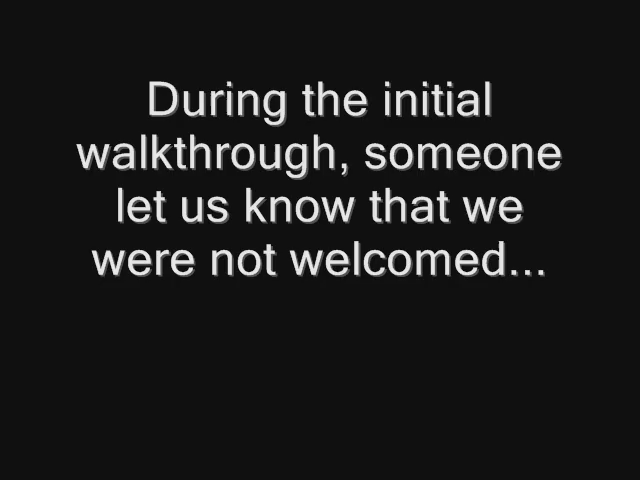 During the initial
walkthrough, someone
let us know that we
were not welcomed...